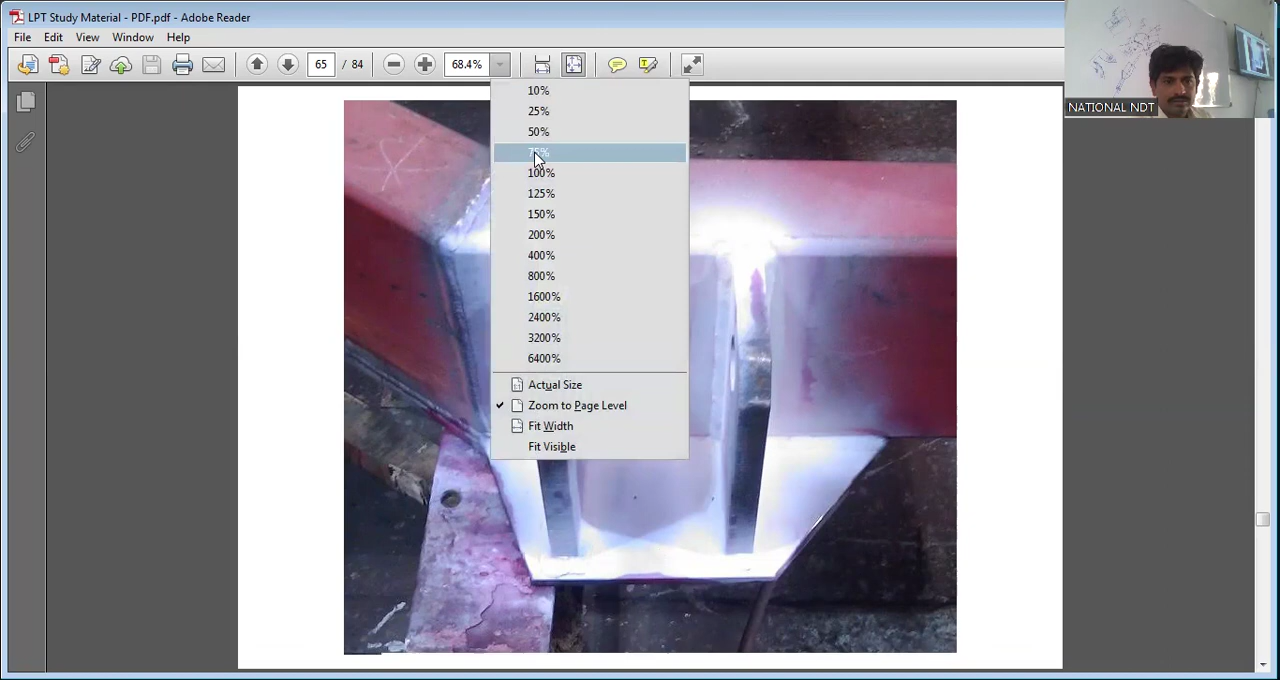 LPT Study Material - PDF.pdf - Adobe Reader
File Edit View Window Help
65 / 84 68.4%
NATIONAL NDT
10%
25%
50%
75%
100%
125%
150%
200%
400%
800%
1600%
2400%
3200%
6400%
Actual Size
Zoom to Page Level
Fit Width
Fit Visible